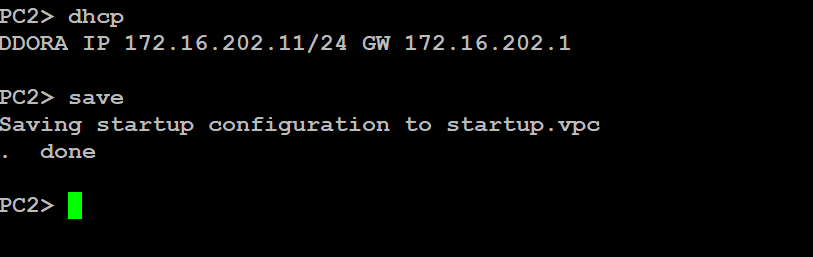 PC2> dhcp
DDORA IP 172.16.202.11/24 GW 172.16.202.1
PC2> save
Saving startup configuration to startup.vpc
.  done
PC2>